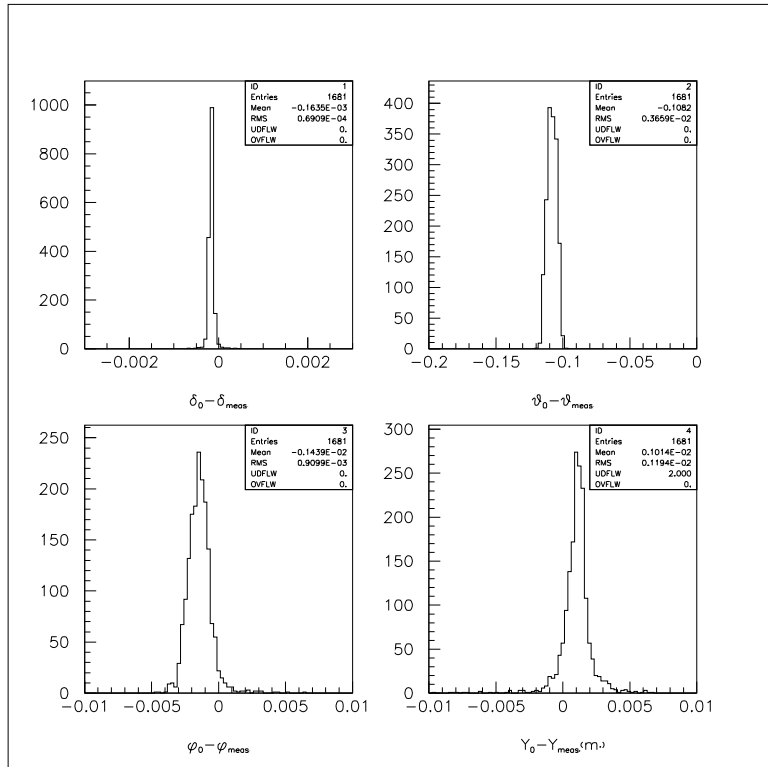 ID 1
Entries 1681
Mean -0.1635E-03
RMS 0.6909E-04
UDFLW 0.
OVFLW 0.
1000
800
600
400
200
0
-0.002 0 0.002
δ0-δmeas.
ID 2
Entries 1681
Mean -0.1082
RMS 0.3659E-02
UDFLW 0.
OVFLW 0.
400
350
300
250
200
150
100
50
0
-0.2 -0.15 -0.1 -0.05 0
ϑ0-ϑmeas.
ID 3
Entries 1681
Mean -0.1439E-02
RMS 0.9099E-03
UDFLW 0.
OVFLW 0.
250
200
150
100
50
0
-0.01 -0.005 0 0.005 0.01
φ0-φmeas.
ID 4
Entries 1681
Mean 0.1014E-02
RMS 0.1194E-02
UDFLW 2.000
OVFLW 0.
300
250
200
150
100
50
0
-0.01 -0.005 0 0.005 0.01
Y0-Ymeas.(m.)